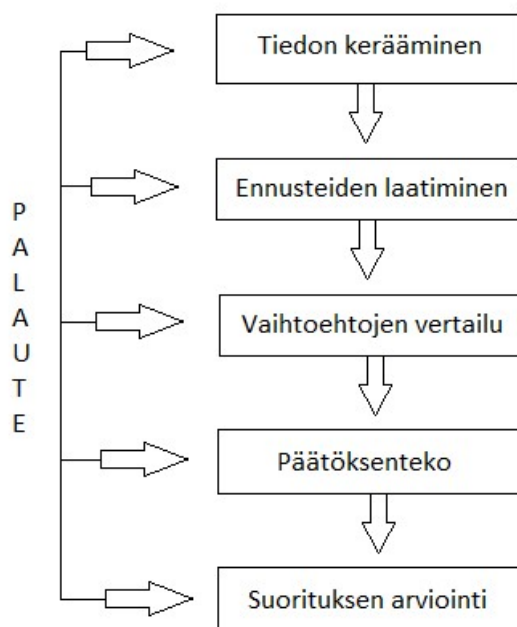 Tiedon kerääminen
Ennusteiden laatiminen
Vaihtoehtojen vertailu
Päätöksenteko
Suorituksen arviointi
PALAUTE